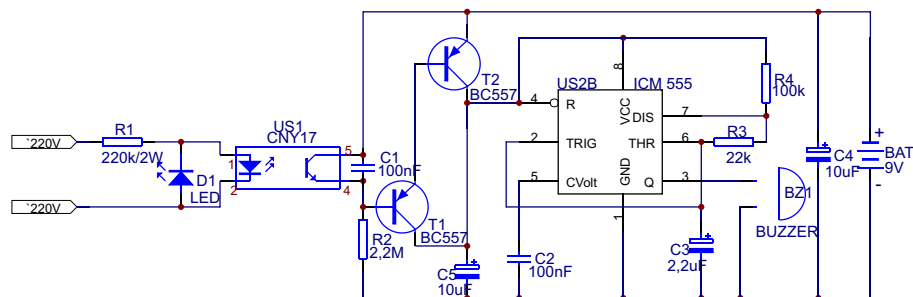 `220V
R1
220k/2W
`220V
D1
LED
US1
CNY17
1
2
5
4
C1
100nF
R2
2,2M
T1
BC557
T2
BC557
C5
10uF
+
US2B
ICM 555
4
R
8
VCC
DIS
7
2
TRIG
THR
6
5
CVolt
GND
Q
3
1
C2
100nF
R4
100k
R3
22k
C3
2,2uF
+
BZ1
BUZZER
C4
10uF
+
BAT
9V
+
-